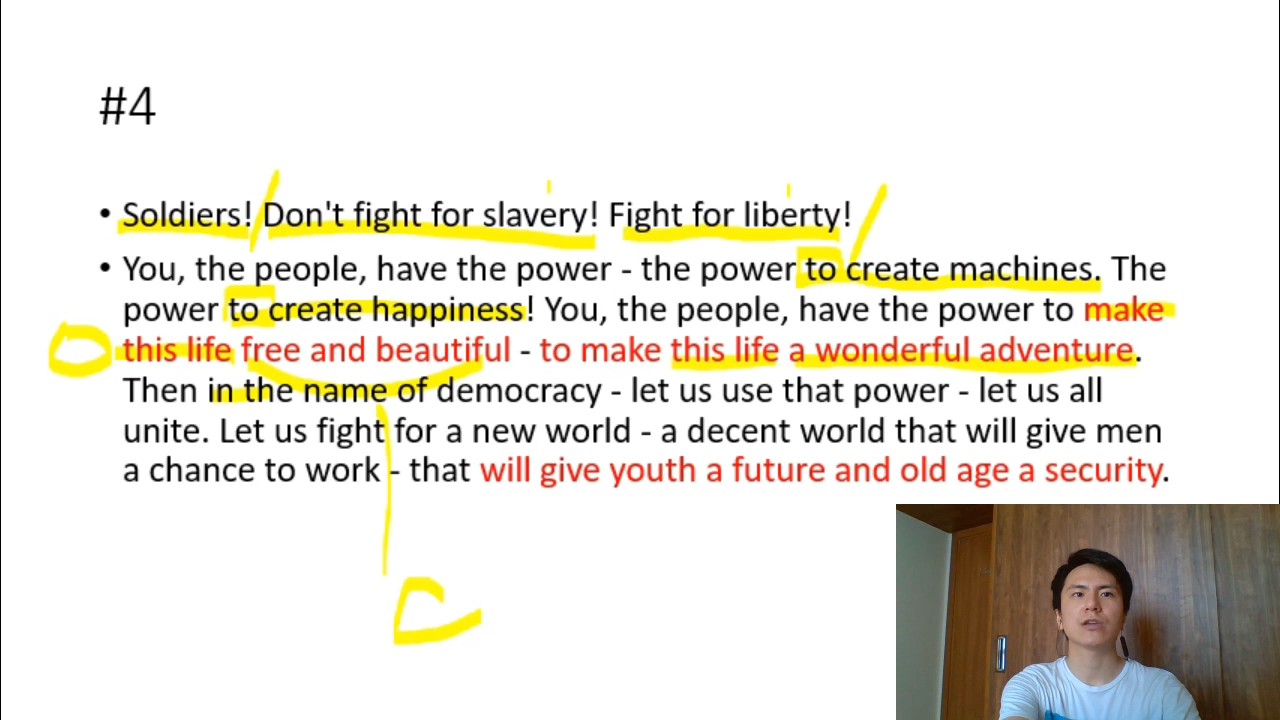 #4
• Soldiers! Don't fight for slavery! Fight for liberty!
• You, the people, have the power - the power to create machines. The
power to create happiness! You, the people, have the power to make
this life free and beautiful - to make this life a wonderful adventure.
Then in the name of democracy - let us use that power - let us all
unite. Let us fight for a new world - a decent world that will give men
a chance to work - that will give youth a future and old age a security.